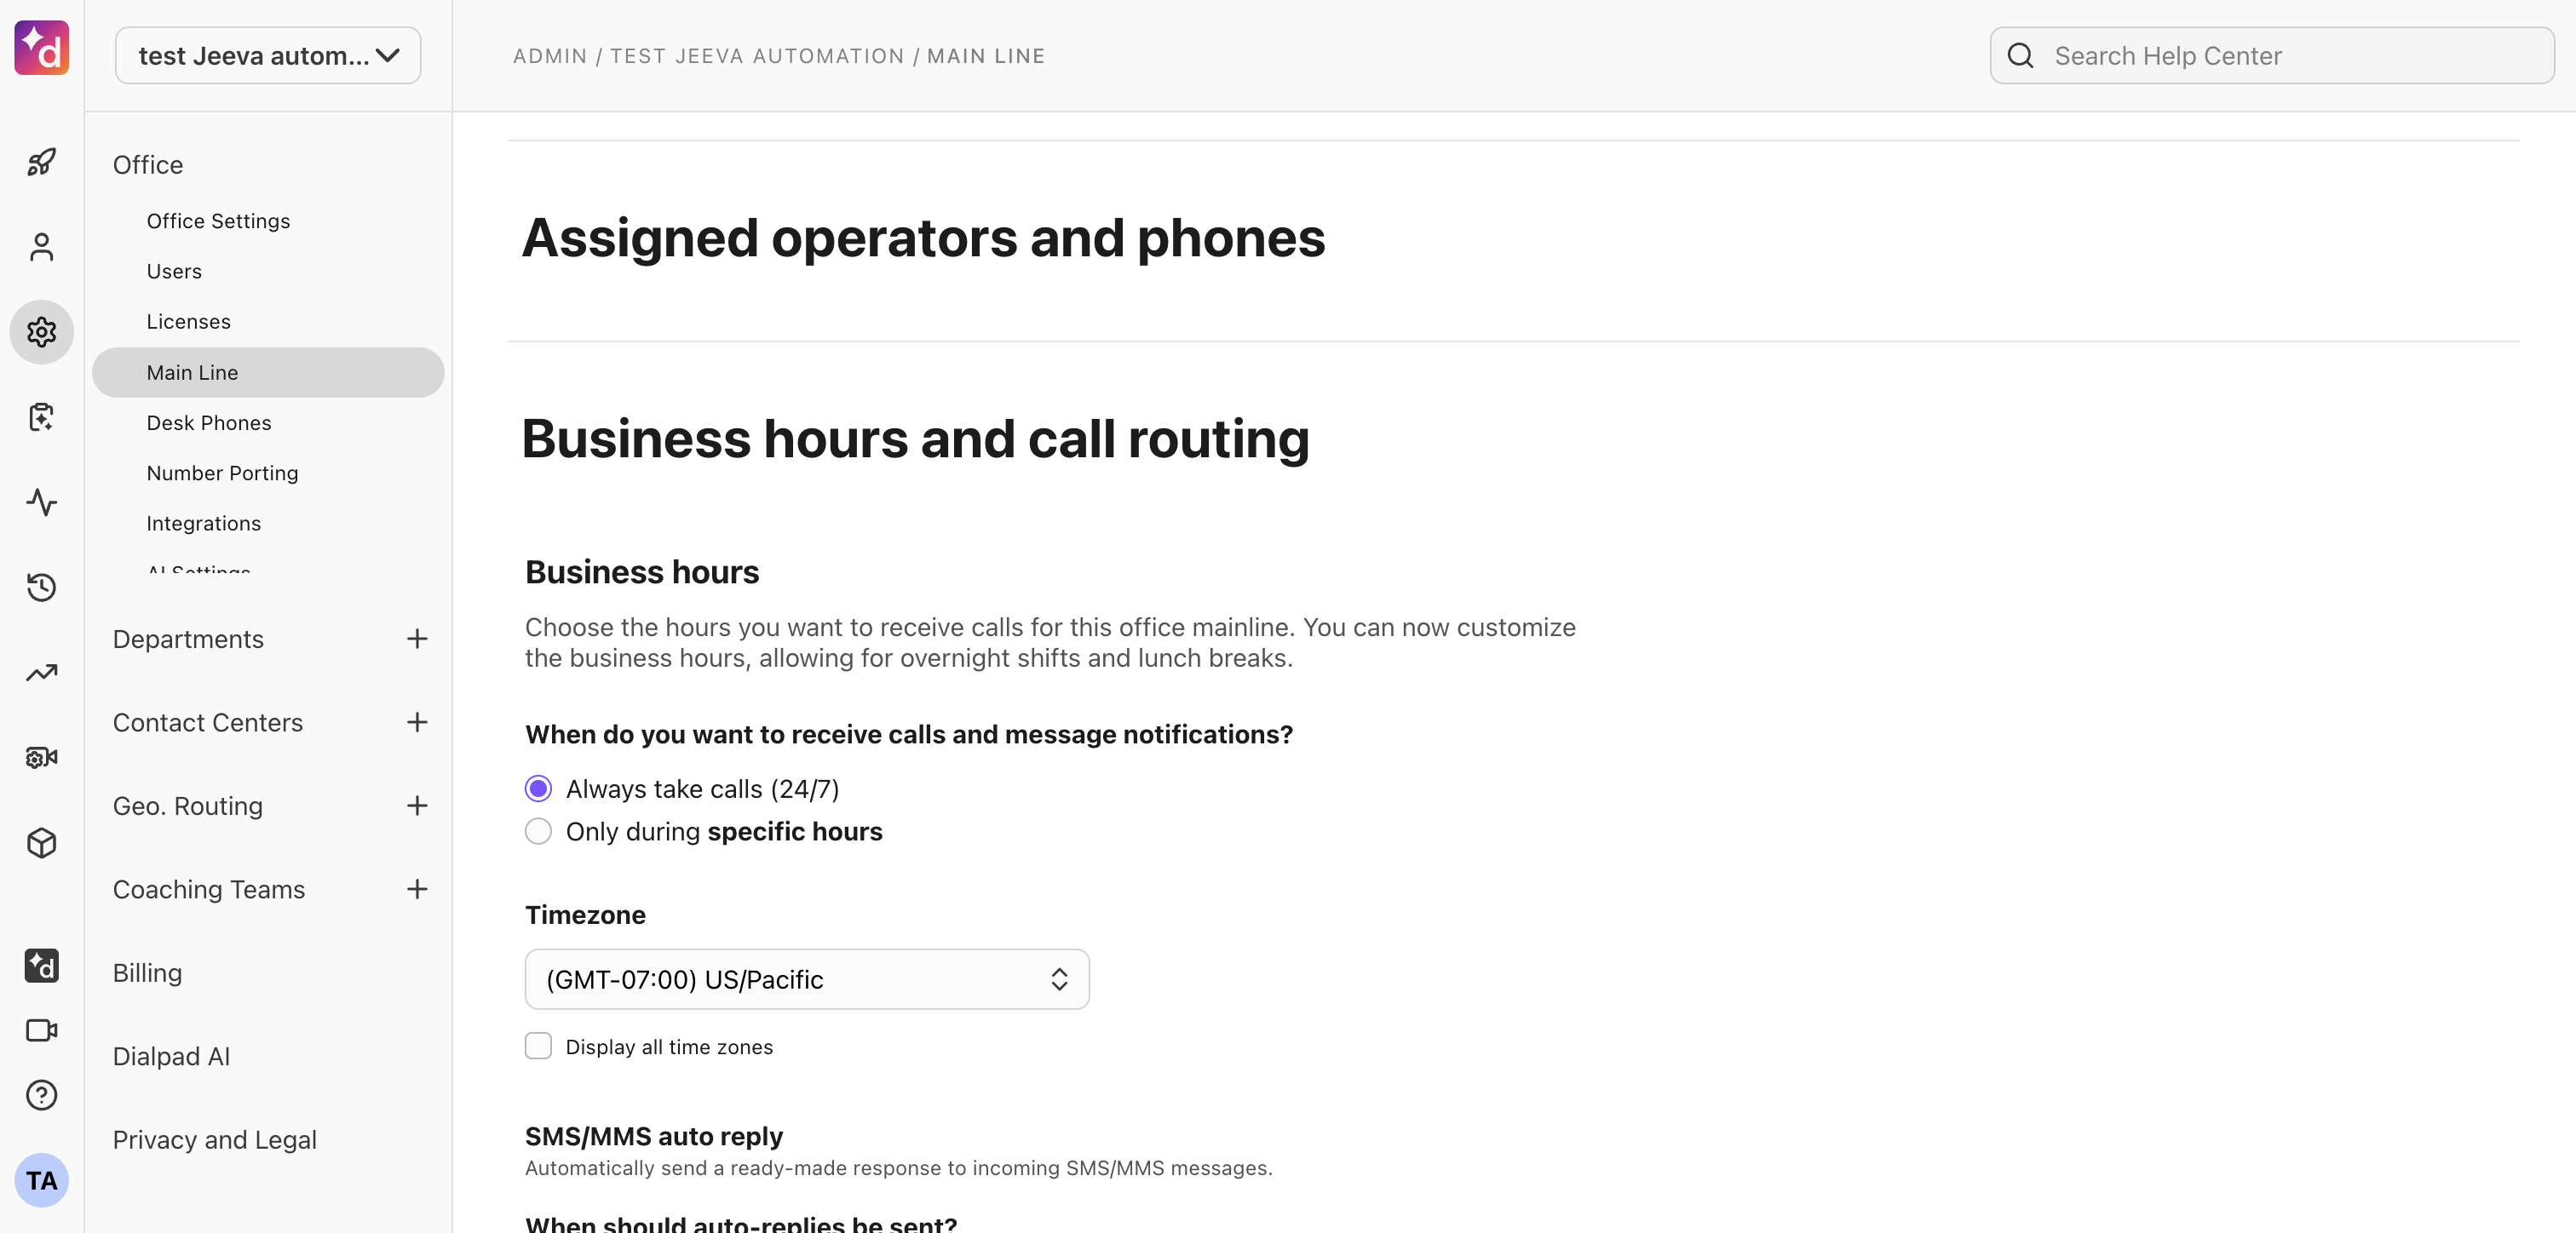 test Jeeva autom...
ADMIN / TEST JEEVA AUTOMATION / MAIN LINE
Search Help Center
Office
Office Settings
Users
Licenses
Main Line
Desk Phones
Number Porting
Integrations
AI Settings
Departments
Contact Centers
Geo. Routing
Coaching Teams
Billing
Dialpad AI
Privacy and Legal
d
TA
Assigned operators and phones
Business hours and call routing
Business hours
Choose the hours you want to receive calls for this office mainline. You can now customize
the business hours, allowing for overnight shifts and lunch breaks.
When do you want to receive calls and message notifications?
Always take calls (24/7)
Only during specific hours
Timezone
(GMT-07:00) US/Pacific
Display all time zones
SMS/MMS auto reply
Automatically send a ready-made response to incoming SMS/MMS messages.
When should auto-replies be sent?